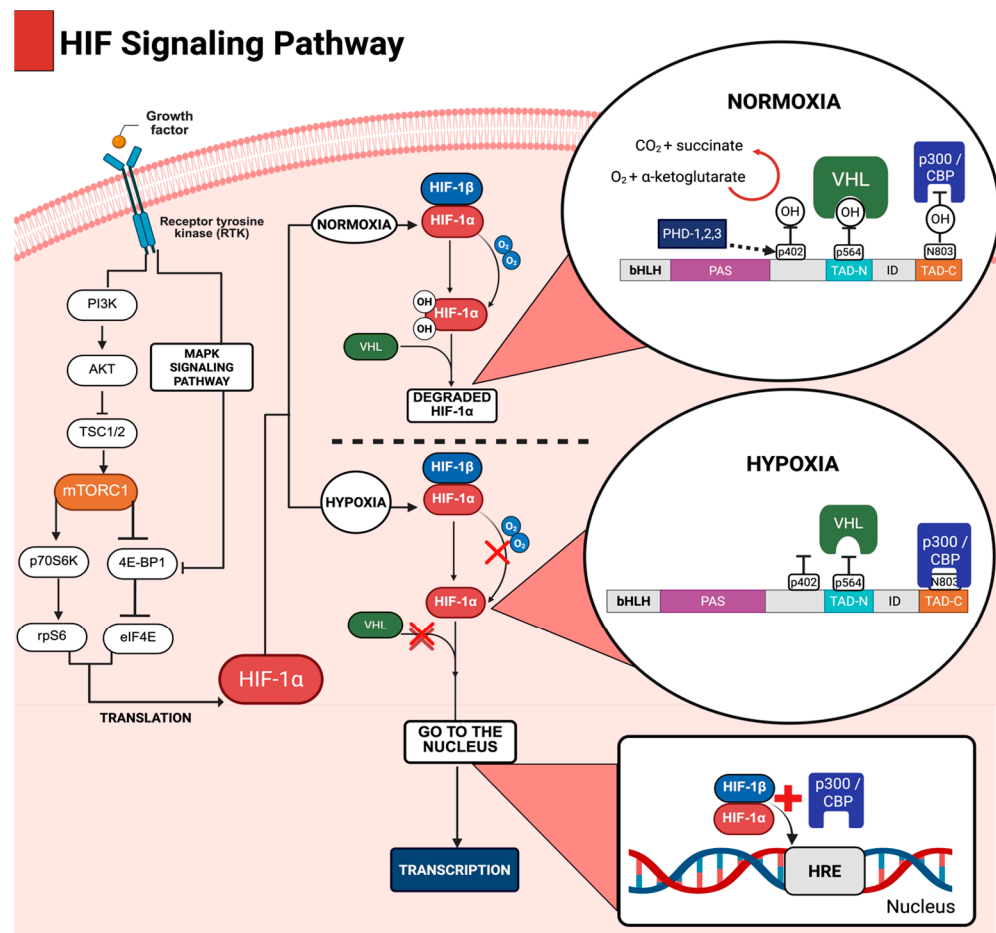 HIF Signaling Pathway
Growth
factor
Receptor tyrosine
kinase (RTK)
PI3K
AKT
MAPK
SIGNALING
PATHWAY
TSC1/2
mTORC1
p70S6K
4E-BP1
rpS6
eIF4E
TRANSLATION
HIF-1α
NORMOXIA
HIF-1β
HIF-1α
O₂
O₂
OH
OH
HIF-1α
VHL
DEGRADED
HIF-1α
HYPOXIA
HIF-1β
HIF-1α
O₂
O₂
HIF-1α
VHL
GO TO THE
NUCLEUS
TRANSCRIPTION
NORMOXIA
CO₂ + succinate
O₂ + α-ketoglutarate
PHD-1,2,3
OH
p402
VHL
OH
p564
p300 /
CBP
OH
N803
bHLH PAS TAD-N ID TAD-C
HYPOXIA
p402
VHL
p564
p300 /
CBP
N803
bHLH PAS TAD-N ID TAD-C
HIF-1β
HIF-1α
p300 /
CBP
HRE
Nucleus